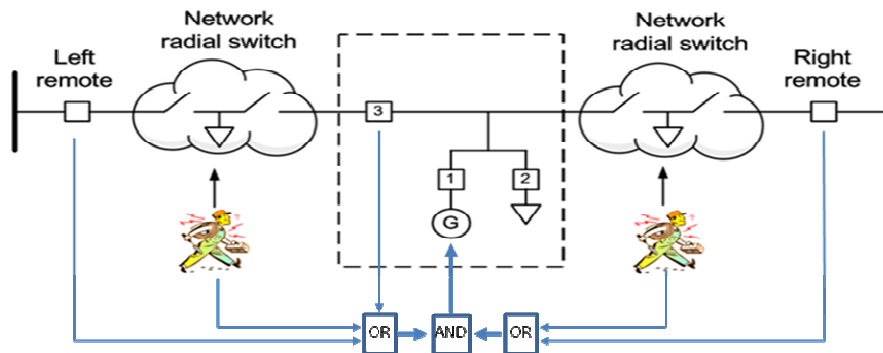 Network
radial switch
Left
remote
Network
radial switch
Right
remote
3
1
2
G
OR
AND
OR